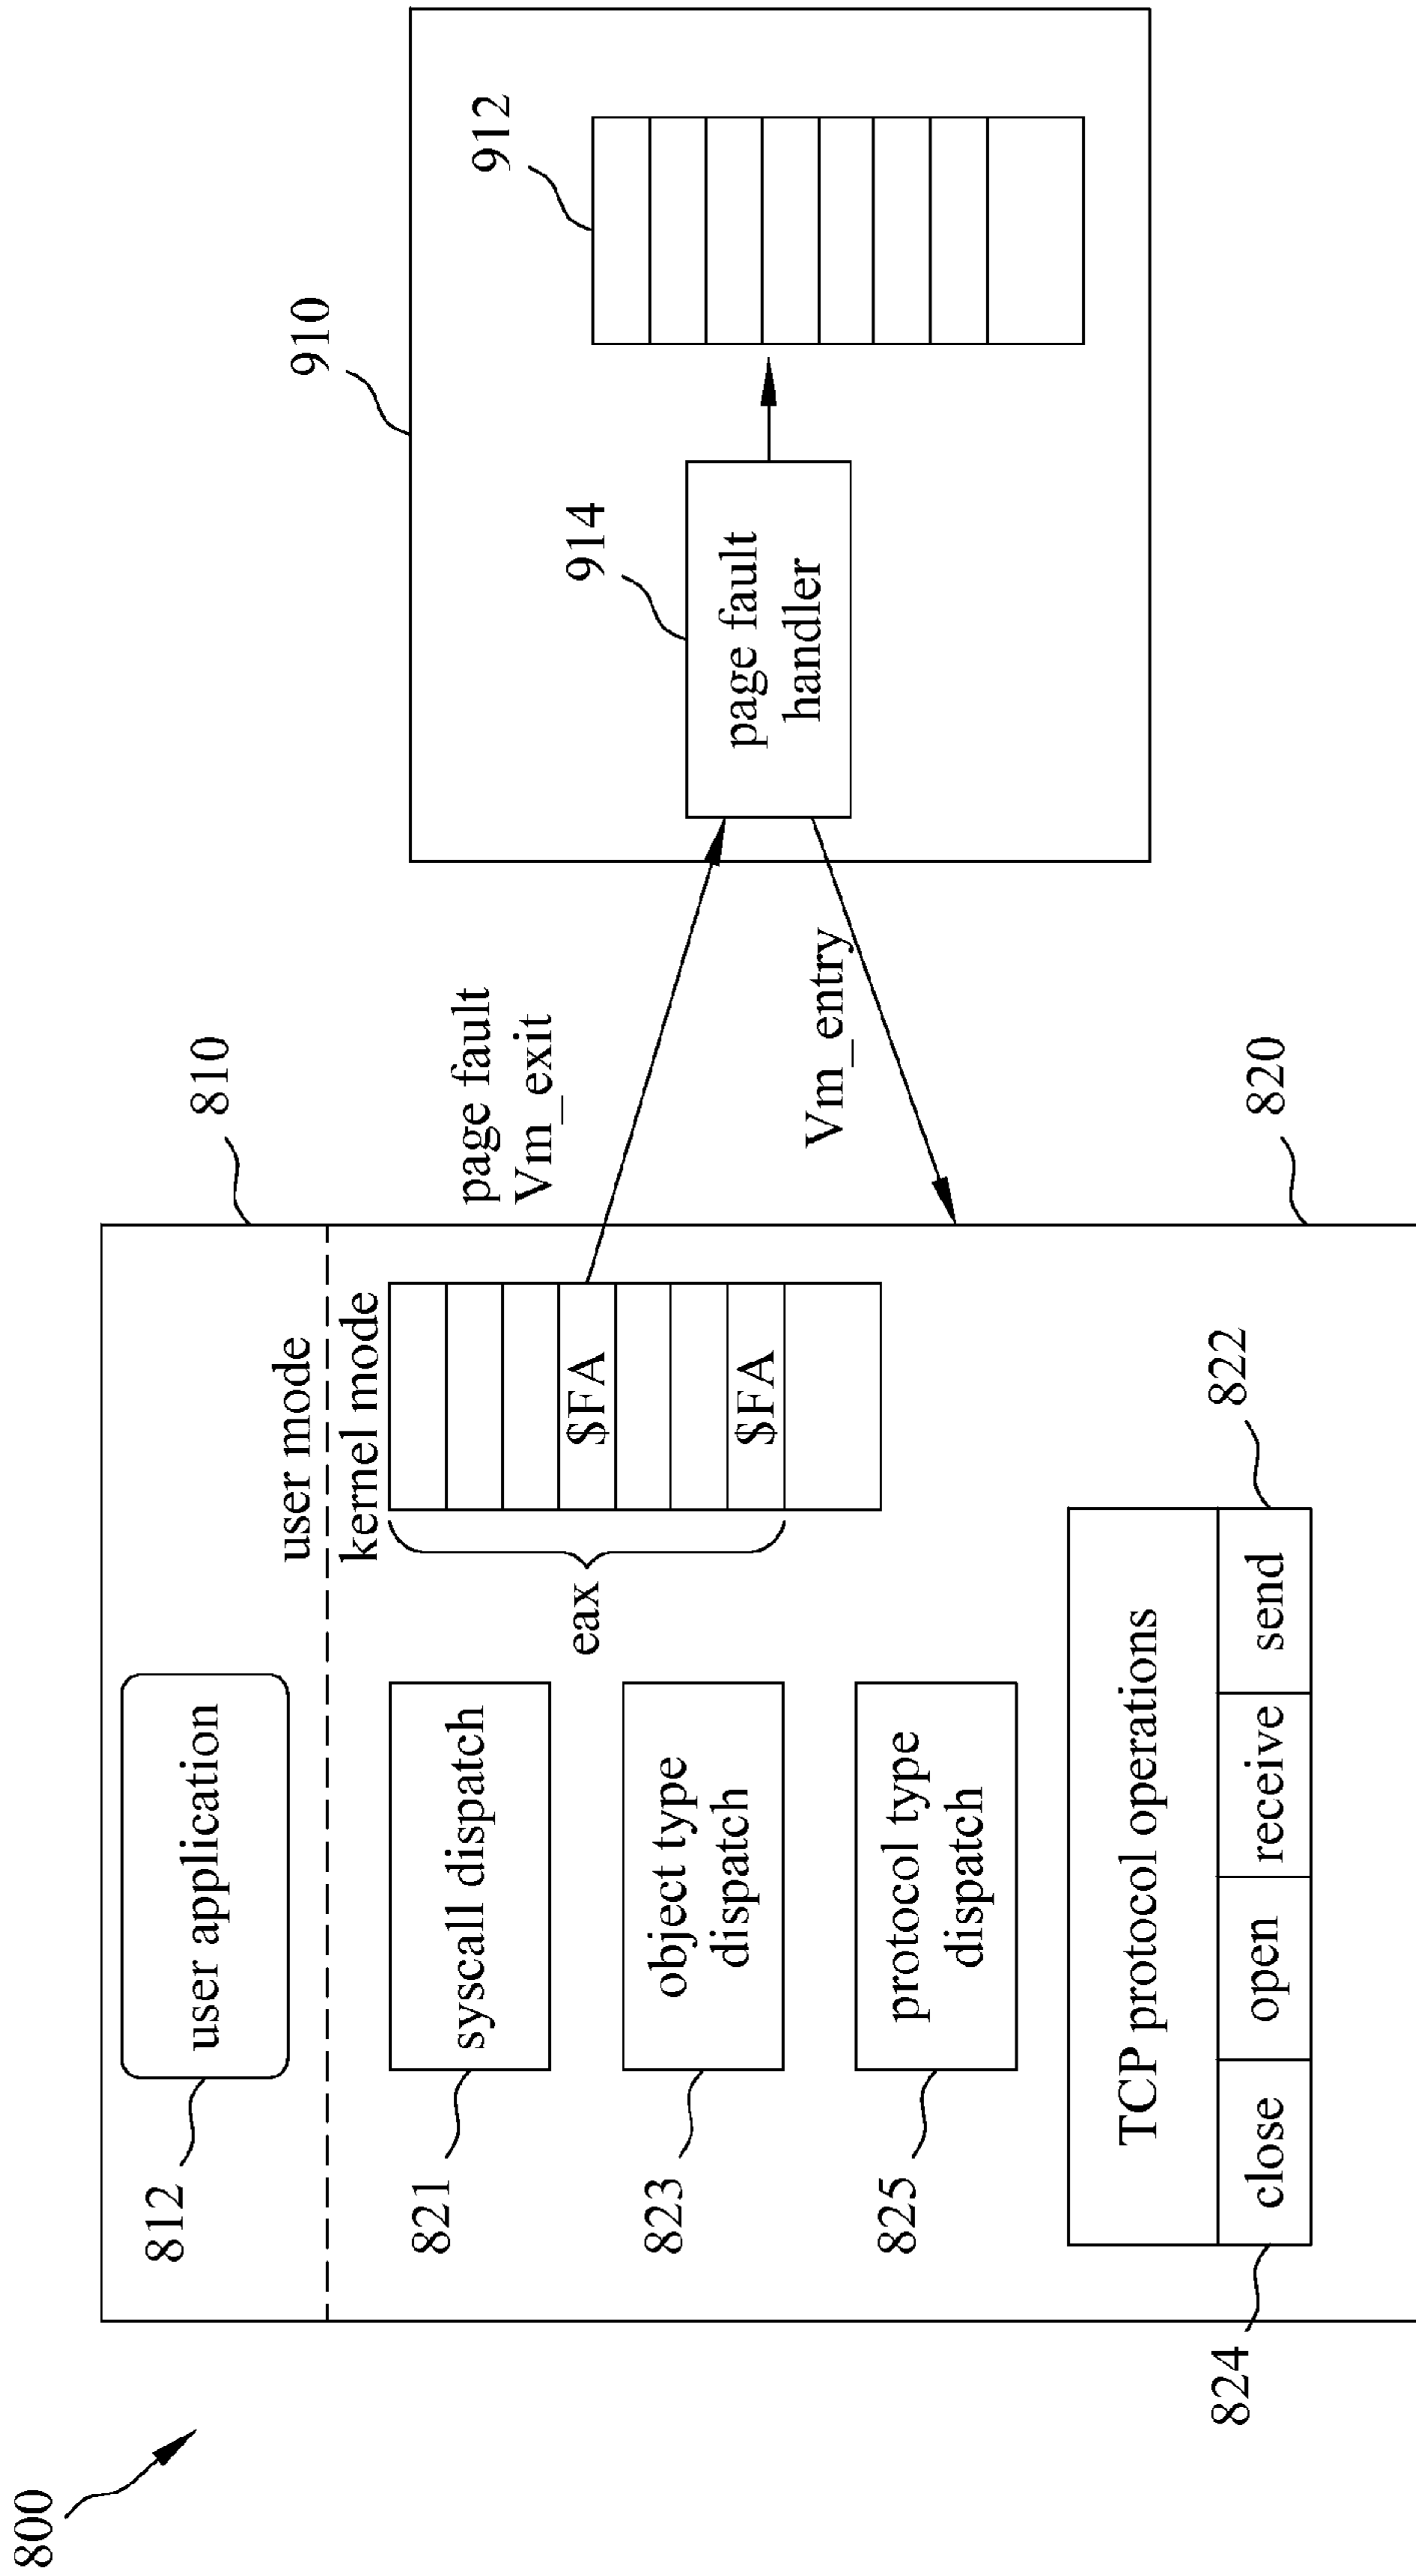 800
810
812
user application
user mode
kernel mode
821
syscall dispatch
eax
$FA
$FA
823
object type
dispatch
825
protocol type
dispatch
TCP protocol operations
close
open
receive
send
824
822
820
page fault
Vm_exit
Vm_entry
910
914
page fault
handler
912